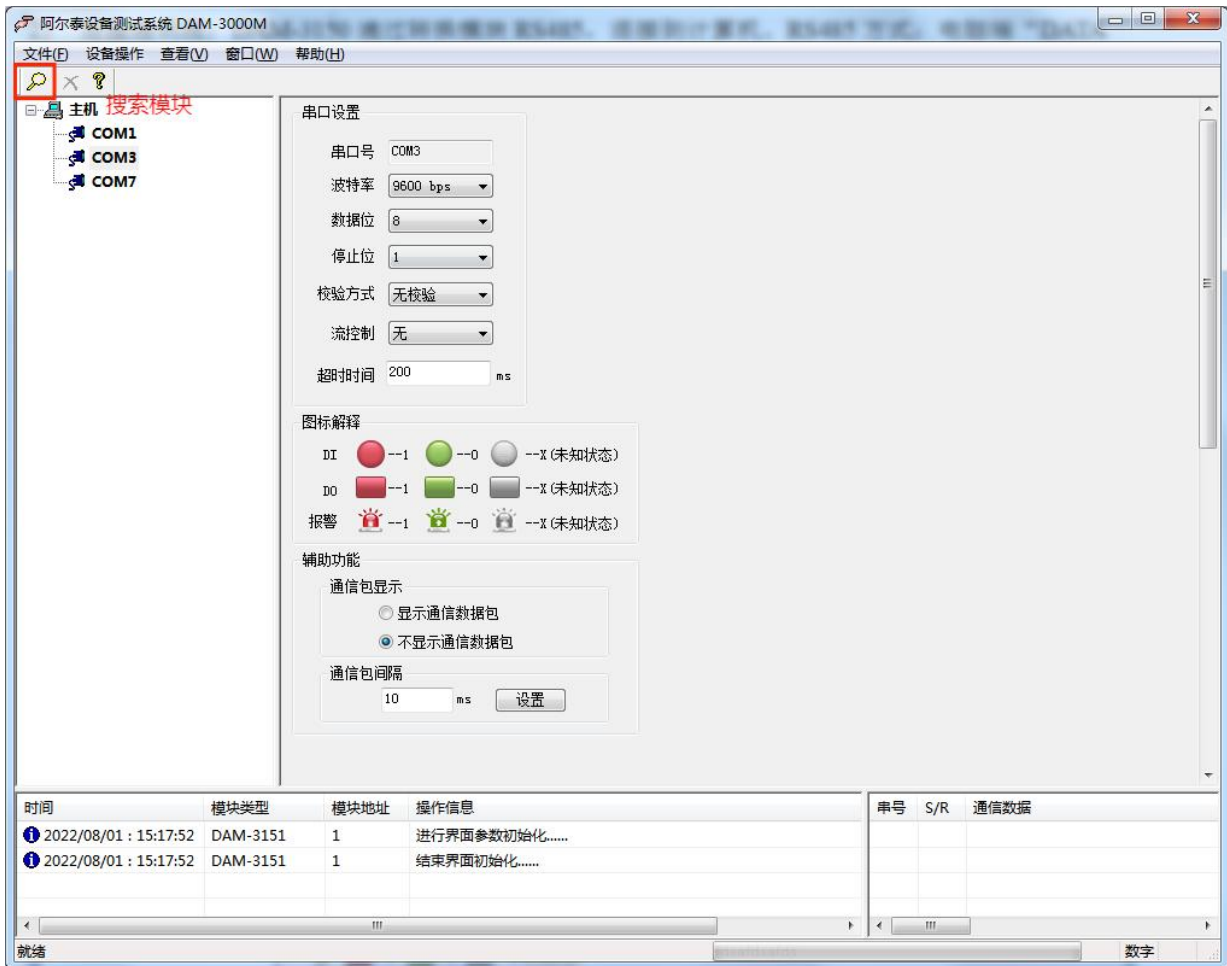 阿尔泰设备测试系统 DAM-3000M
文件(F) 设备操作 查看(V) 窗口(W) 帮助(H)
主机 搜索模块
COM1
COM3
COM7
串口设置
串口号 COM3
波特率 9600 bps
数据位 8
停止位 1
校验方式 无校验
流控制 无
超时时间 200 ms
图标解释
DI --1 --0 --X(未知状态)
DO --1 --0 --X(未知状态)
报警 --1 --0 --X(未知状态)
辅助功能
通信包显示
显示通信数据包
不显示通信数据包
通信包间隔
10 ms 设置
时间 模块类型 模块地址 操作信息 串号 S/R 通信数据
2022/08/01 : 15:17:52 DAM-3151 1 进行界面参数初始化......
2022/08/01 : 15:17:52 DAM-3151 1 结束界面初始化......
就绪 数字